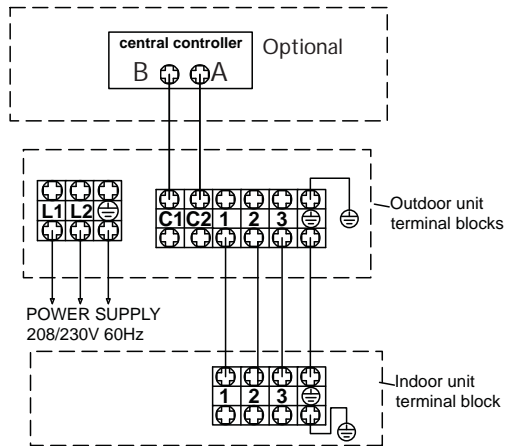 central controller
Optional
B A
L1 L2
C1 C2 1 2 3
Outdoor unit
terminal blocks
POWER SUPPLY
208/230V 60Hz
1 2 3
Indoor unit
terminal block